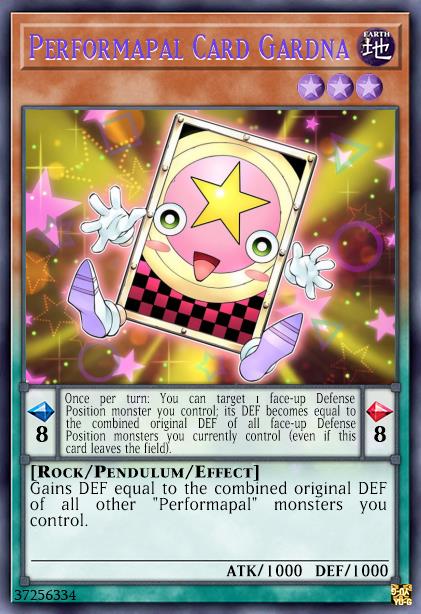 Performapal Card Gardna
EARTH
地
Once per turn: You can target 1 face-up Defense
Position monster you control; its DEF becomes equal to
the combined original DEF of all face-up Defense
Position monsters you currently control (even if this
card leaves the field).
8
8
[Rock/Pendulum/Effect]
Gains DEF equal to the combined original DEF
of all other "Performapal" monsters you
control.
ATK/1000 DEF/1000
37256334